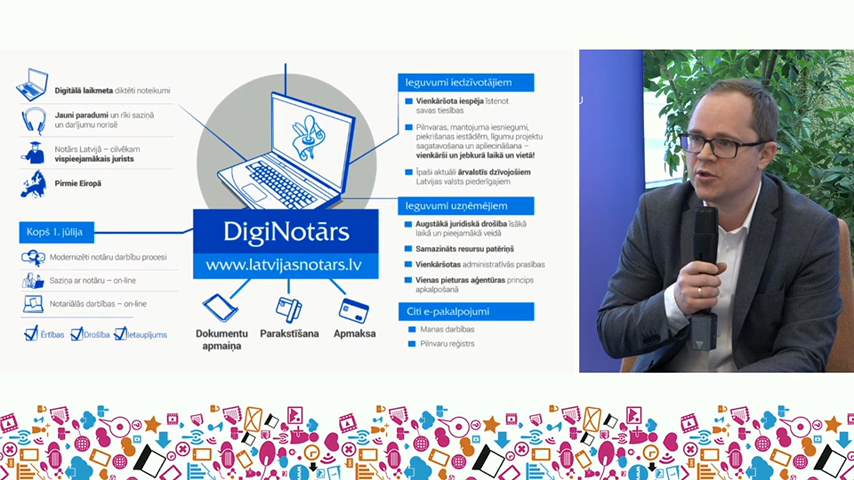 Digitālā laikmeta diktēti noteikumi
Jauni paradumi un rīki saziņā
un darījumu norisē
Notārs Latvijā – cilvēkam
vispieejamākais jurists
Pirmie Eiropā
Kopš 1. jūlija
Modernizēti notāru darbību procesi
Saziņa ar notāru – on-line
Notariālās darbības – on-line
Ērtības
Drošība
Ietaupījums
DigiNotārs
www.latvijasnotars.lv
Dokumentu
apmaiņa
Parakstīšana
Apmaksa
Ieguvumi iedzīvotājiem
Vienkāršota iespēja īstenot
savas tiesības
Pilnvaras, mantojuma iesniegumi,
piekrišanas iestādēm, līgumu projektu
sagatavošana un apliecināšana –
vienkārši un jebkurā laikā un vietā!
Īpaši aktuāli ārvalstīs dzīvojošiem
Latvijas valsts piederīgajiem
Ieguvumi uzņēmējiem
Augstākā juridiskā drošība īsākā
laikā un pieejamākā veidā
Samazināts resursu patēriņš
Vienkāršotas administratīvās prasības
Vienas pieturas aģentūras princips
apkalpošanā
Citi e-pakalpojumi
Manas darbības
Pilnvaru reģistrs
U